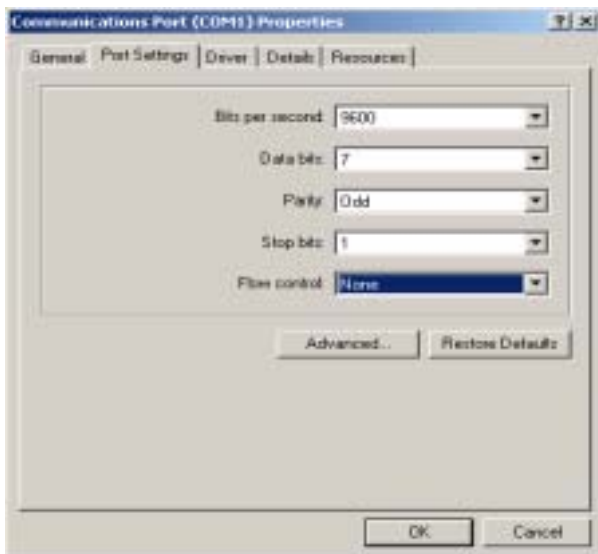 Communications Port (COM1) Properties
General Port Settings Driver Details Resources
Bits per second: 9600
Data bits: 7
Parity: Odd
Stop bits: 1
Flow control: None
Advanced... Restore Defaults
OK Cancel